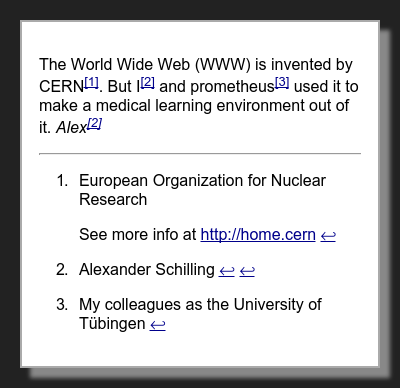 The World Wide Web (WWW) is invented by
CERN[1]. But I[2] and prometheus[3] used it to
make a medical learning environment out of
it. Alex[2]
1. European Organization for Nuclear
Research
See more info at http://home.cern ↩
2. Alexander Schilling ↩ ↩
3. My colleagues as the University of
Tübingen ↩